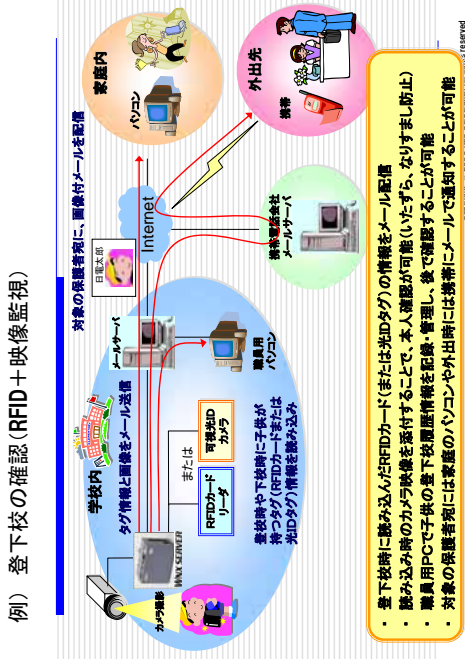 例） 登下校の確認（RFID＋映像監視）
対象の保護者宛に、画像付メールを配信
学校内
タグ情報と画像をメール送信
メールサーバ
日電太郎
Internet
家庭内
パソコン
外出先
携帯
携帯電話会社
メールサーバ
職員用
パソコン
カメラ撮影
RFIDカード
リーダ
または
可視光ID
カメラ
登校時や下校時に子供が
持つタグ（RFIDカードまたは
光IDタグ）情報を読み込み
・ 登下校時に読み込んだRFIDカード（または光IDタグ）の情報をメール配信
・ 読み込み時のカメラ映像を添付することで、本人確認が可能（いたずら、なりすまし防止）
・ 職員用PCで子供の登下校履歴情報を記録・管理し、後で確認することが可能
・ 対象の保護者宛には家庭のパソコンや外出時には携帯にメールで通知することが可能
reserved